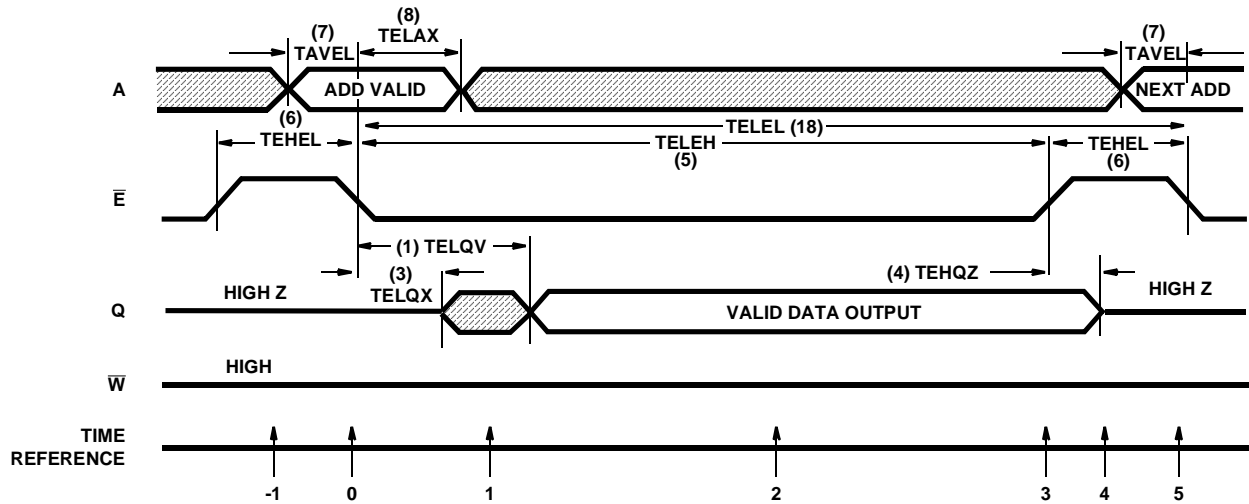 (8)
TELAX
(7)
TAVEL
(7)
TAVEL
A
ADD VALID
NEXT ADD
(6)
TEHEL
TELEL (18)
TELEH
(5)
TEHEL
(6)
E
(1) TELQV
(3)
TELQX
(4) TEHQZ
HIGH Z
HIGH Z
Q
VALID DATA OUTPUT
HIGH
W
TIME
REFERENCE
-1 0 1 2 3 4 5